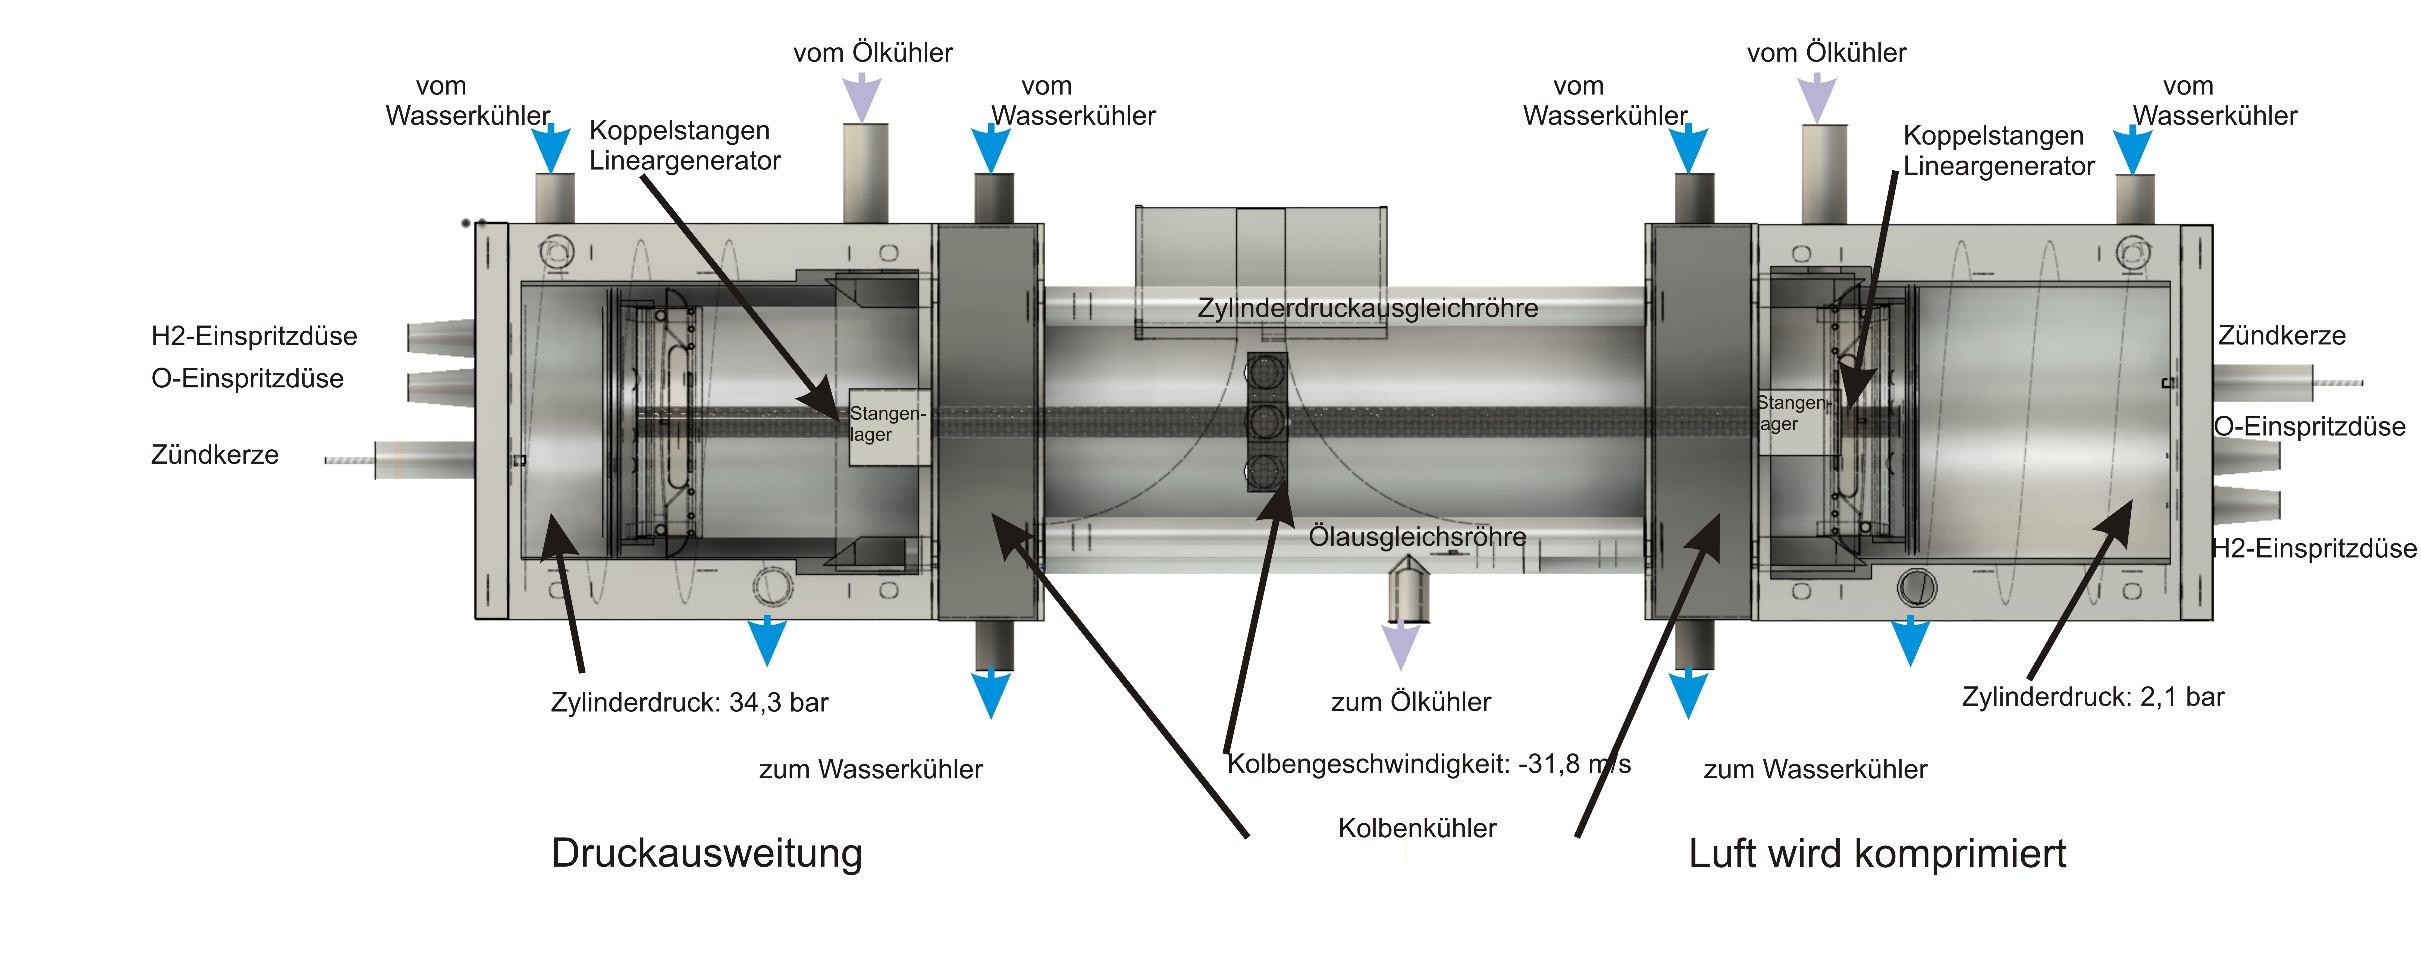 vom Ölkühler
vom Ölkühler
vom
Wasserkühler
vom
Wasserkühler
vom
Wasserkühler
vom
Wasserkühler
Koppelstangen
Lineargenerator
Koppelstangen
Lineargenerator
Zylinderdruckausgleichröhre
H2-Einspritzdüse
Zündkerze
O-Einspritzdüse
Stangen-
lager
Stangen-
ager
O-Einspritzdüse
Zündkerze
Ölausgleichsröhre
H2-Einspritzdüse
Zylinderdruck: 34,3 bar
zum Ölkühler
Zylinderdruck: 2,1 bar
zum Wasserkühler
Kolbengeschwindigkeit: -31,8 m/s
zum Wasserkühler
Kolbenkühler
Druckausweitung
Luft wird komprimiert